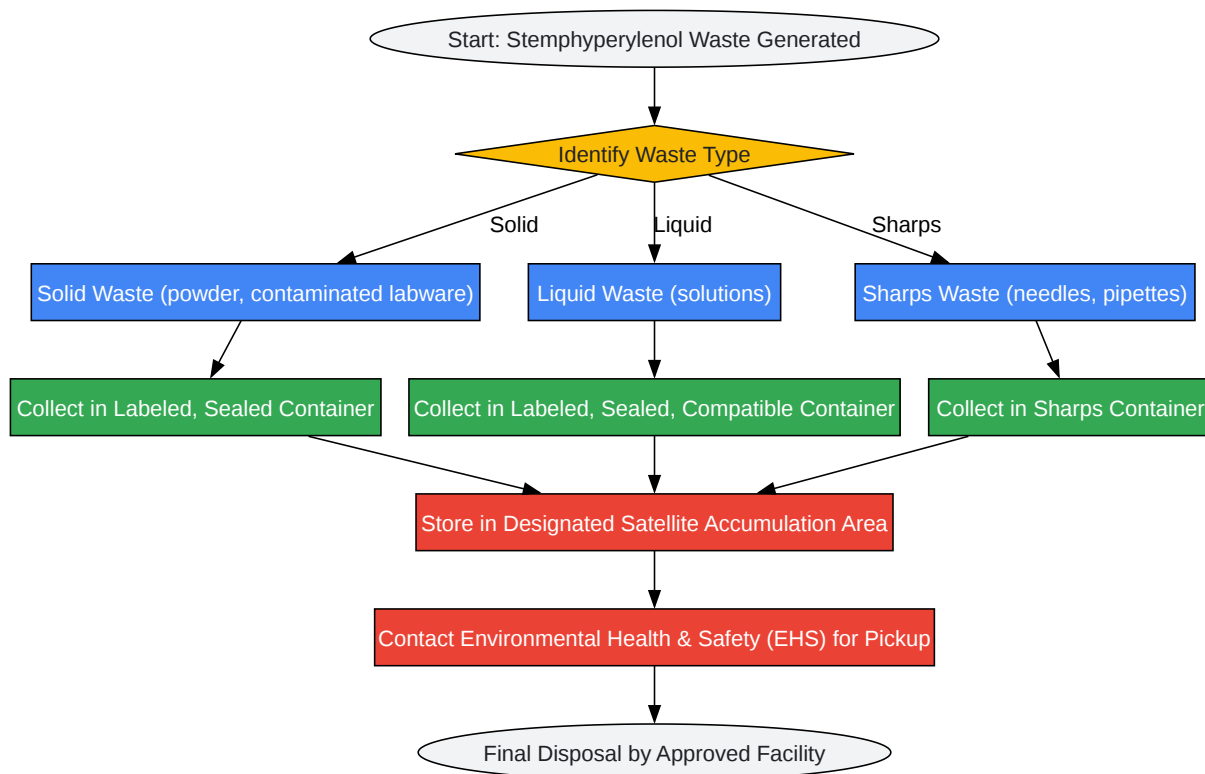 Start: Stemphyperylenol Waste Generated
Identify Waste Type
Solid
Liquid
Sharps
Solid Waste (powder, contaminated labware)
Liquid Waste (solutions)
Sharps Waste (needles, pipettes)
Collect in Labeled, Sealed Container
Collect in Labeled, Sealed, Compatible Container
Collect in Sharps Container
Store in Designated Satellite Accumulation Area
Contact Environmental Health & Safety (EHS) for Pickup
Final Disposal by Approved Facility